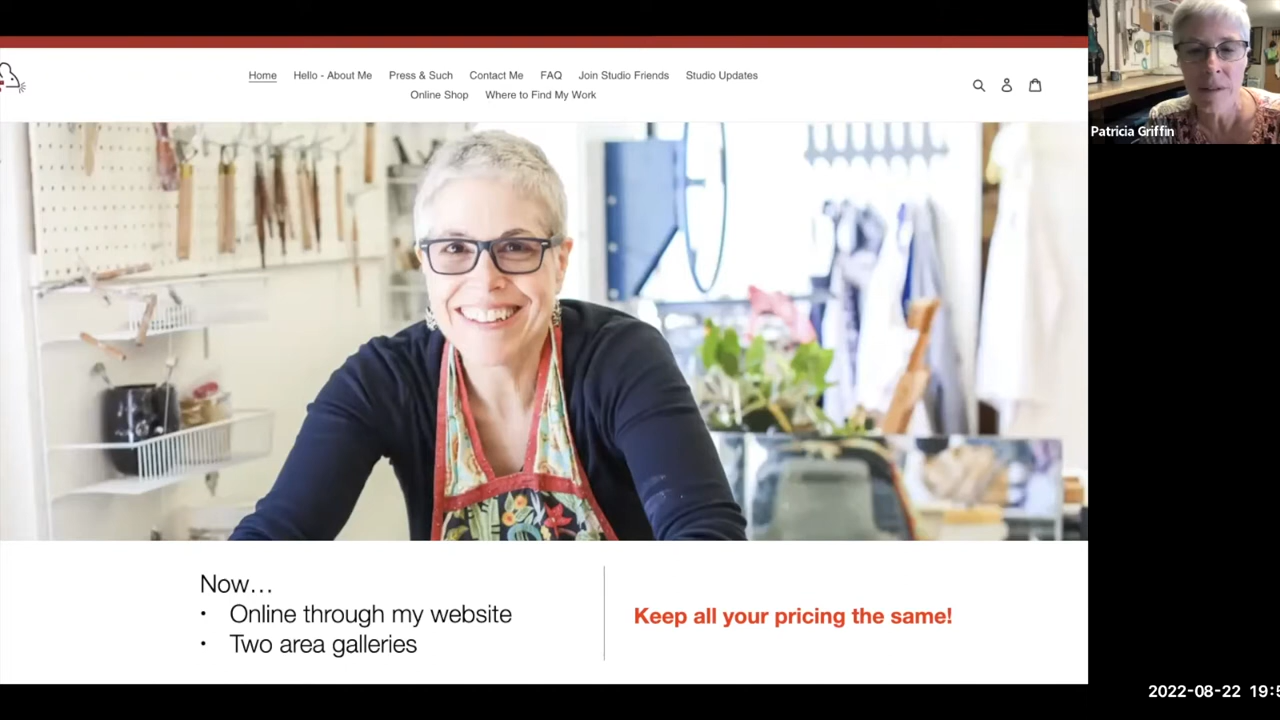 Home Hello - About Me Press & Such Contact Me FAQ Join Studio Friends Studio Updates
Online Shop Where to Find My Work
Patricia Griffin
Now...
• Online through my website
• Two area galleries
Keep all your pricing the same!
2022-08-22 19:5